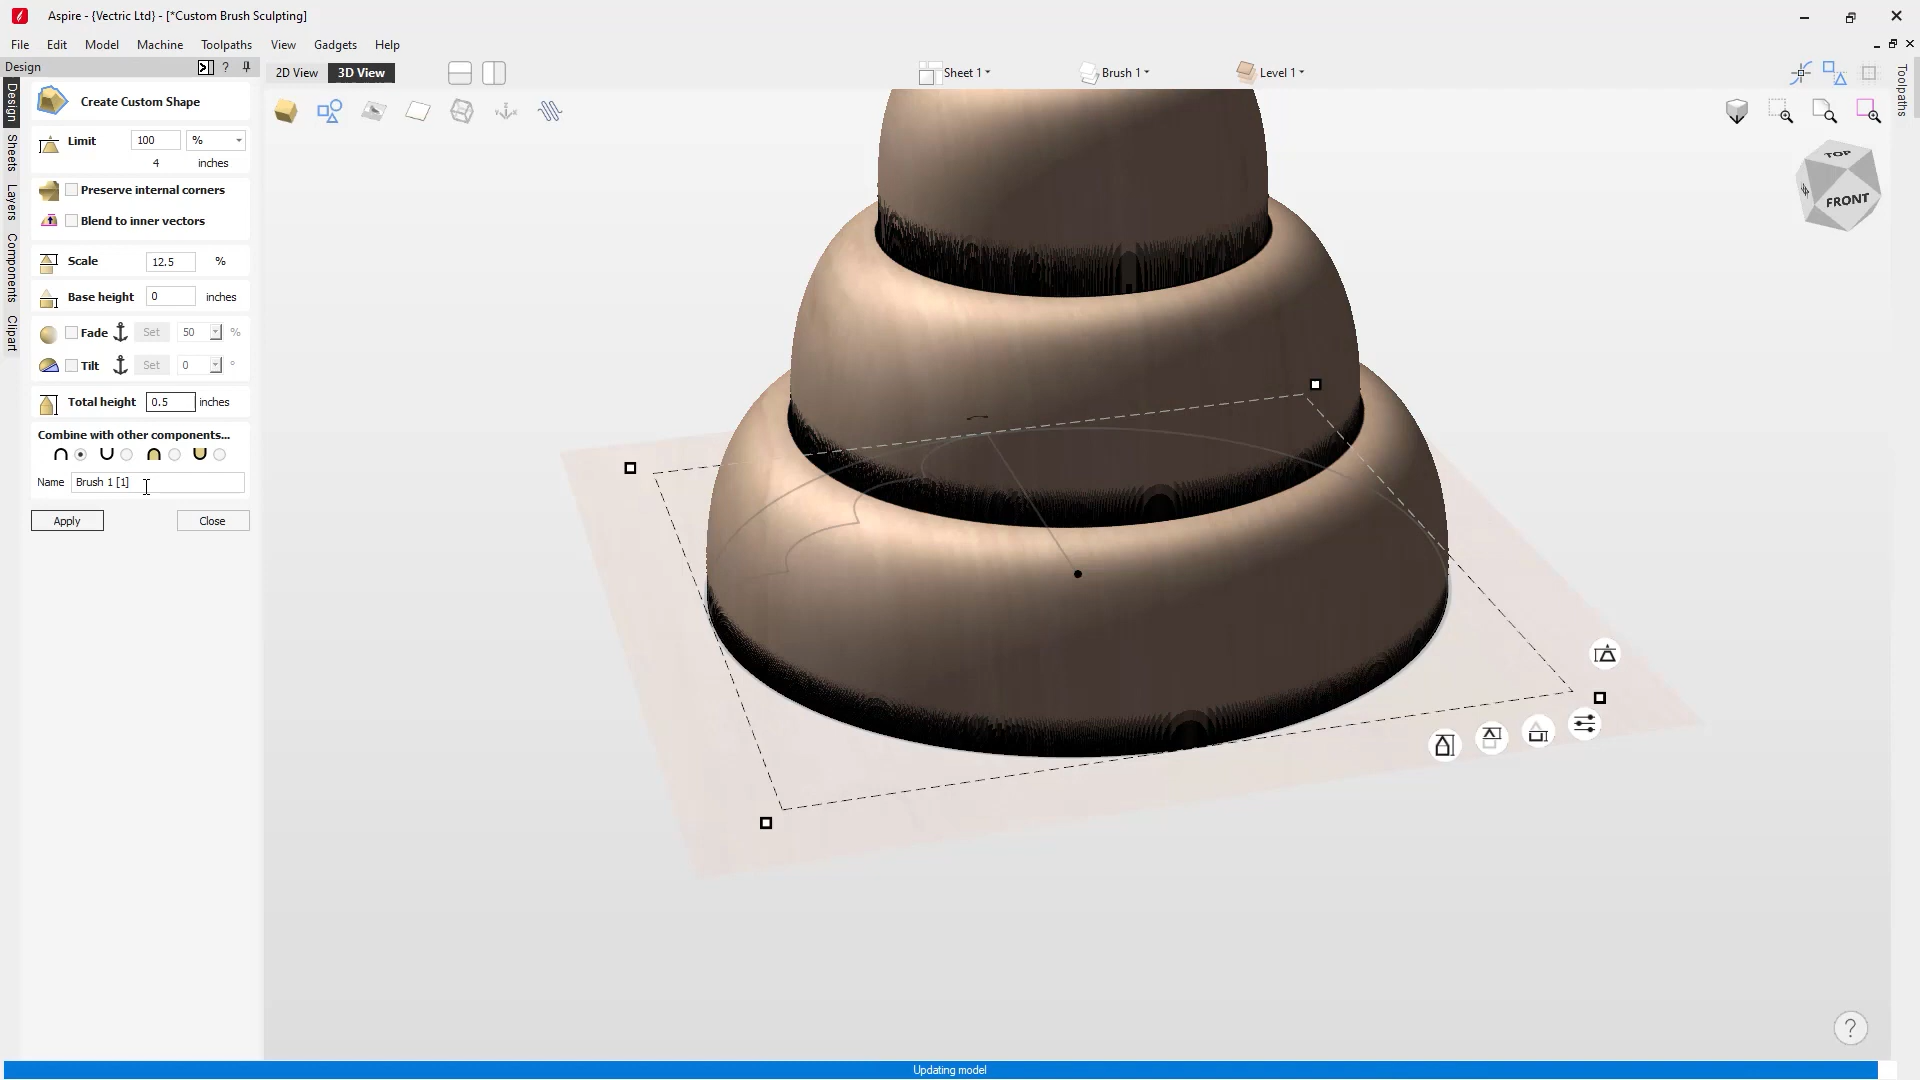 Aspire - {Vectric Ltd} - [*Custom Brush Sculpting]
File Edit Model Machine Toolpaths View Gadgets Help
Design
2D View 3D View Sheet 1 Brush 1 Level 1
Toolpaths
Design
Sheets
Layers
Components
Clipart
Create Custom Shape
Limit 100 %
4 inches
Preserve internal corners
Blend to inner vectors
Scale 12.5 %
Base height 0 inches
Fade Set 50 %
Tilt Set 0 °
Total height 0.5 inches
Combine with other components...
Name Brush 1 [1]
Apply Close
TOP
FRONT
?
Updating model